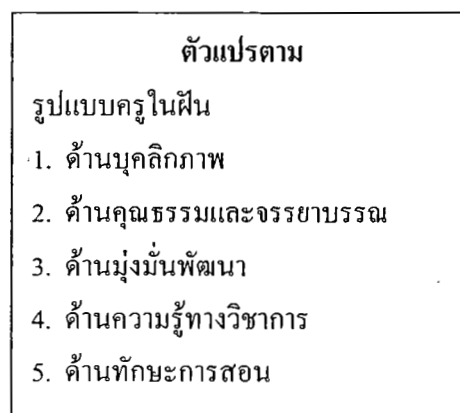 ตัวแปรตาม
รูปแบบครูในฝัน
1. ด้านบุคลิกภาพ
2. ด้านคุณธรรมและจรรยาบรรณ
3. ด้านมุ่งมั่นพัฒนา
4. ด้านความรู้ทางวิชาการ
5. ด้านทักษะการสอน